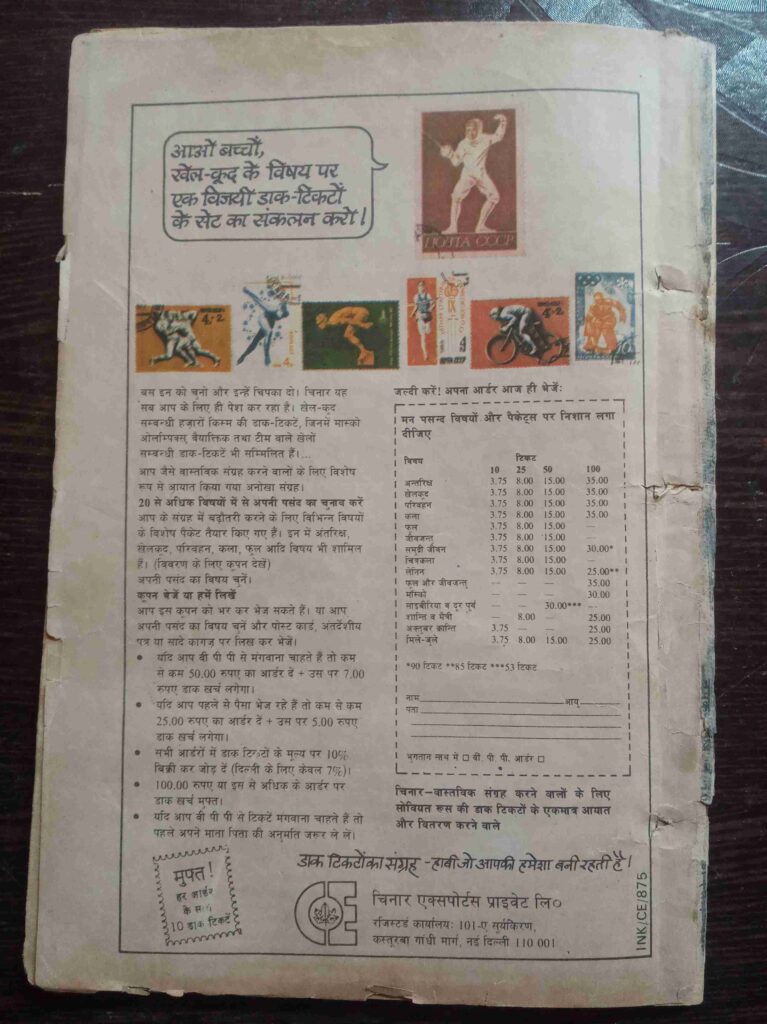 आओ बच्चों,
खेल-कूद के विषय पर
एक विजयी डाक-टिकटों
के सेट का संकलन करो!
ПОЧТА СССР
बस इन को चुनो और इन्हें चिपका दो। चिनार यह
सब आप के लिए ही पेश कर रहा है। खेल-कूद
सम्बन्धी हज़ारों किस्म की डाक-टिकटें, जिनमें मास्को
ओलम्पिक्स, वैयाक्तिक तथा टीम वाले खेलों
सम्बन्धी डाक-टिकटें भी सम्मिलित हैं।...
आप जैसे वास्तविक संग्रह करने वालों के लिए विशेष
रूप से आयात किया गया अनोखा संग्रह।
20 से अधिक विषयों में से अपनी पसंद का चुनाव करें
आप के संग्रह में बढ़ौतरी करने के लिए विभिन्न विषयों
के विशेष पैकेट तैयार किए गए हैं। इन में अंतरिक्ष,
खेलकूद, परिवहन, कला, फूल आदि विषय भी शामिल
हैं। (विवरण के लिए कूपन देखें)
अपनी पसंद का विषय चुनें।
कूपन भेजें या हमें लिखें
आप इस कूपन को भर कर भेज सकते हैं। या आप
अपनी पसंद का विषय चुनें और पोस्ट कार्ड, अंतर्देशीय
पत्र या सादे कागज़ पर लिख कर भेजें।
• यदि आप वी पी पी से मंगवाना चाहते हैं तो कम
से कम 50.00 रुपए का आर्डर दें + उस पर 7.00
रुपए डाक खर्च लगेगा।
• यदि आप पहले से पैसा भेज रहे हैं तो कम से कम
25.00 रुपए का आर्डर दें + उस पर 5.00 रुपए
डाक खर्च लगेगा।
• सभी आर्डरों में डाक टिकटों के मूल्य पर 10%
बिक्री कर जोड़ दें (दिल्ली के लिए केवल 7%)।
• 100.00 रुपए या इस से अधिक के आर्डर पर
डाक खर्च मुफ्त।
• यदि आप वी पी पी से टिकटें मंगवाना चाहते हैं तो
पहले अपने माता पिता की अनुमति जरूर ले लें।
जल्दी करें! अपना आर्डर आज ही भेजें:
मन पसन्द विषयों और पैकेट्स पर निशान लगा
दीजिए
विषय टिकट
10 25 50 100
अन्तरिक्ष 3.75 8.00 15.00 35.00
खेलकूद 3.75 8.00 15.00 35.00
परिवहन 3.75 8.00 15.00 35.00
कला 3.75 8.00 15.00 35.00
फूल 3.75 8.00 15.00 —
जीवजन्त 3.75 8.00 15.00 —
समुद्री जीवन 3.75 8.00 15.00 30.00*
चित्रकला 3.75 8.00 15.00 —
लेनिन 3.75 8.00 15.00 25.00**
फूल और जीवजन्तु — — — 35.00
मॉस्को — — — 30.00
साइबीरिया व दूर पूर्व — — 30.00*** —
शान्ति व मैत्री — 8.00 — 25.00
अक्तूबर क्रान्ति 3.75 — — 25.00
मिले-जुले 3.75 8.00 15.00 25.00
*90 टिकट **85 टिकट ***53 टिकट
नाम आयु
पता
भुगतान साथ में □ वी. पी. पी. आर्डर □
चिनार–वास्तविक संग्रह करने वालों के लिए
सोवियत रूस की डाक टिकटों के एकमात्र आयात
और वितरण करने वाले
मुफ्त!
हर आर्डर
के साथ
10 डाक टिकटें
डाक टिकटों का संग्रह -हाबी जो आपकी हमेशा बनी रहती है।
CE
चिनार एक्सपोर्टस प्राइवेट लि०
रजिस्टर्ड कार्यालय: 101-ए सूर्यकिरण,
कस्तूरबा गांधी मार्ग, नई दिल्ली 110 001
INK/CE/875